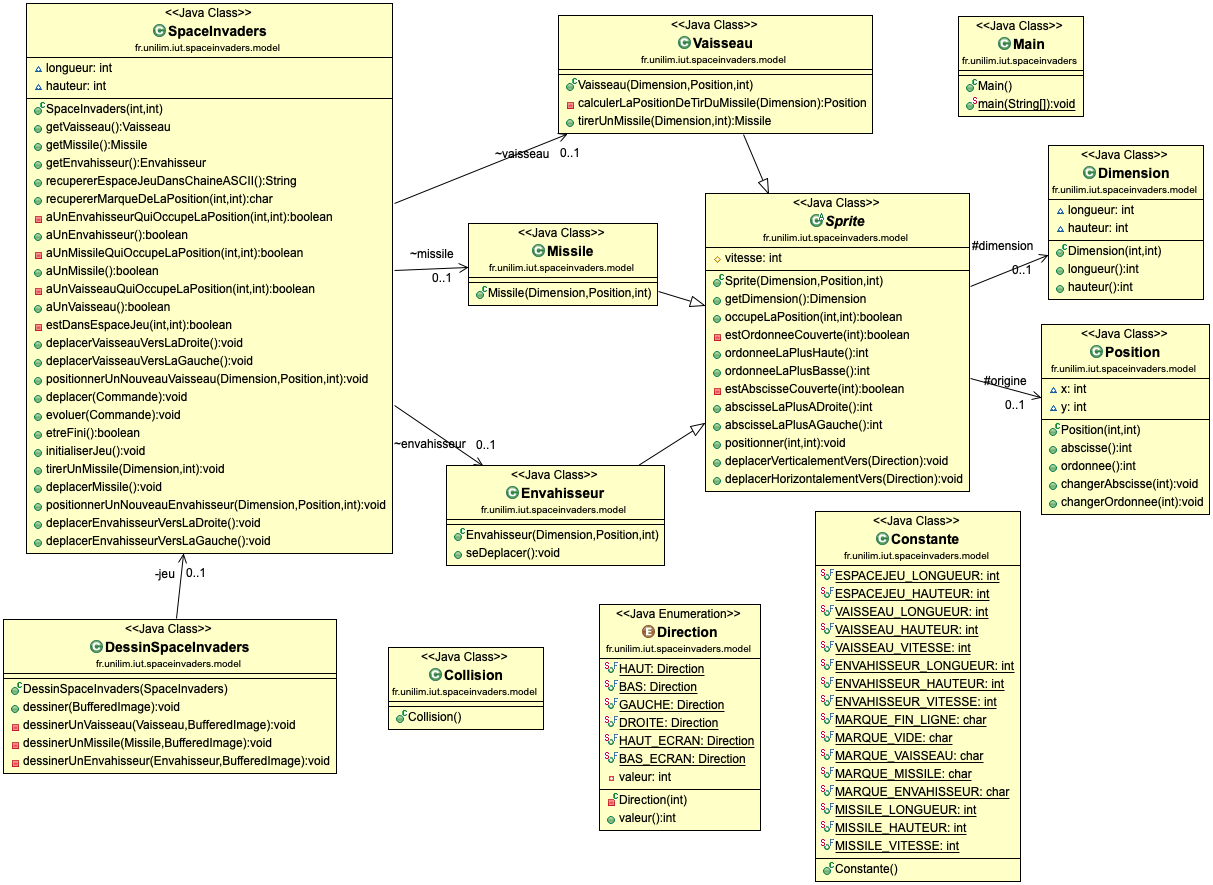 <<Java Class>>
SpaceInvaders
fr.unilim.iut.spaceinvaders.model
longueur: int
hauteur: int
SpaceInvaders(int,int)
getVaisseau():Vaisseau
getMissile():Missile
getEnvahisseur():Envahisseur
recupererEspaceJeuDansChaineASCII():String
recupererMarqueDeLaPosition(int,int):char
aUnEnvahisseurQuiOccupeLaPosition(int,int):boolean
aUnEnvahisseur():boolean
aUnMissileQuiOccupeLaPosition(int,int):boolean
aUnMissile():boolean
aUnVaisseauQuiOccupeLaPosition(int,int):boolean
aUnVaisseau():boolean
estDansEspaceJeu(int,int):boolean
deplacerVaisseauVersLaDroite():void
deplacerVaisseauVersLaGauche():void
positionnerUnNouveauVaisseau(Dimension,Position,int):void
deplacer(Commande):void
evoluer(Commande):void
etreFini():boolean
initialiserJeu():void
tirerUnMissile(Dimension,int):void
deplacerMissile():void
positionnerUnNouveauEnvahisseur(Dimension,Position,int):void
deplacerEnvahisseurVersLaDroite():void
deplacerEnvahisseurVersLaGauche():void
~vaisseau 0..1
~missile
0..1
~envahisseur 0..1
-jeu 0..1
<<Java Class>>
Vaisseau
fr.unilim.iut.spaceinvaders.model
Vaisseau(Dimension,Position,int)
calculerLaPositionDeTirDuMissile(Dimension):Position
tirerUnMissile(Dimension,int):Missile
<<Java Class>>
Main
fr.unilim.iut.spaceinvaders
Main()
main(String[]):void
<<Java Class>>
Missile
fr.unilim.iut.spaceinvaders.model
Missile(Dimension,Position,int)
<<Java Class>>
Sprite
fr.unilim.iut.spaceinvaders.model
vitesse: int
Sprite(Dimension,Position,int)
getDimension():Dimension
occupeLaPosition(int,int):boolean
estOrdonneeCouverte(int):boolean
ordonneeLaPlusHaute():int
ordonneeLaPlusBasse():int
estAbscisseCouverte(int):boolean
abscisseLaPlusADroite():int
abscisseLaPlusAGauche():int
positionner(int,int):void
deplacerVerticalementVers(Direction):void
deplacerHorizontalementVers(Direction):void
#dimension
0..1
#origine
0..1
<<Java Class>>
Dimension
fr.unilim.iut.spaceinvaders.model
longueur: int
hauteur: int
Dimension(int,int)
longueur():int
hauteur():int
<<Java Class>>
Position
fr.unilim.iut.spaceinvaders.model
x: int
y: int
Position(int,int)
abscisse():int
ordonnee():int
changerAbscisse(int):void
changerOrdonnee(int):void
<<Java Class>>
Envahisseur
fr.unilim.iut.spaceinvaders.model
Envahisseur(Dimension,Position,int)
seDeplacer():void
<<Java Class>>
DessinSpaceInvaders
fr.unilim.iut.spaceinvaders.model
DessinSpaceInvaders(SpaceInvaders)
dessiner(BufferedImage):void
dessinerUnVaisseau(Vaisseau,BufferedImage):void
dessinerUnMissile(Missile,BufferedImage):void
dessinerUnEnvahisseur(Envahisseur,BufferedImage):void
<<Java Class>>
Collision
fr.unilim.iut.spaceinvaders.model
Collision()
<<Java Enumeration>>
Direction
fr.unilim.iut.spaceinvaders.model
HAUT: Direction
BAS: Direction
GAUCHE: Direction
DROITE: Direction
HAUT_ECRAN: Direction
BAS_ECRAN: Direction
valeur: int
Direction(int)
valeur():int
<<Java Class>>
Constante
fr.unilim.iut.spaceinvaders.model
ESPACEJEU_LONGUEUR: int
ESPACEJEU_HAUTEUR: int
VAISSEAU_LONGUEUR: int
VAISSEAU_HAUTEUR: int
VAISSEAU_VITESSE: int
ENVAHISSEUR_LONGUEUR: int
ENVAHISSEUR_HAUTEUR: int
ENVAHISSEUR_VITESSE: int
MARQUE_FIN_LIGNE: char
MARQUE_VIDE: char
MARQUE_VAISSEAU: char
MARQUE_MISSILE: char
MARQUE_ENVAHISSEUR: char
MISSILE_LONGUEUR: int
MISSILE_HAUTEUR: int
MISSILE_VITESSE: int
Constante()